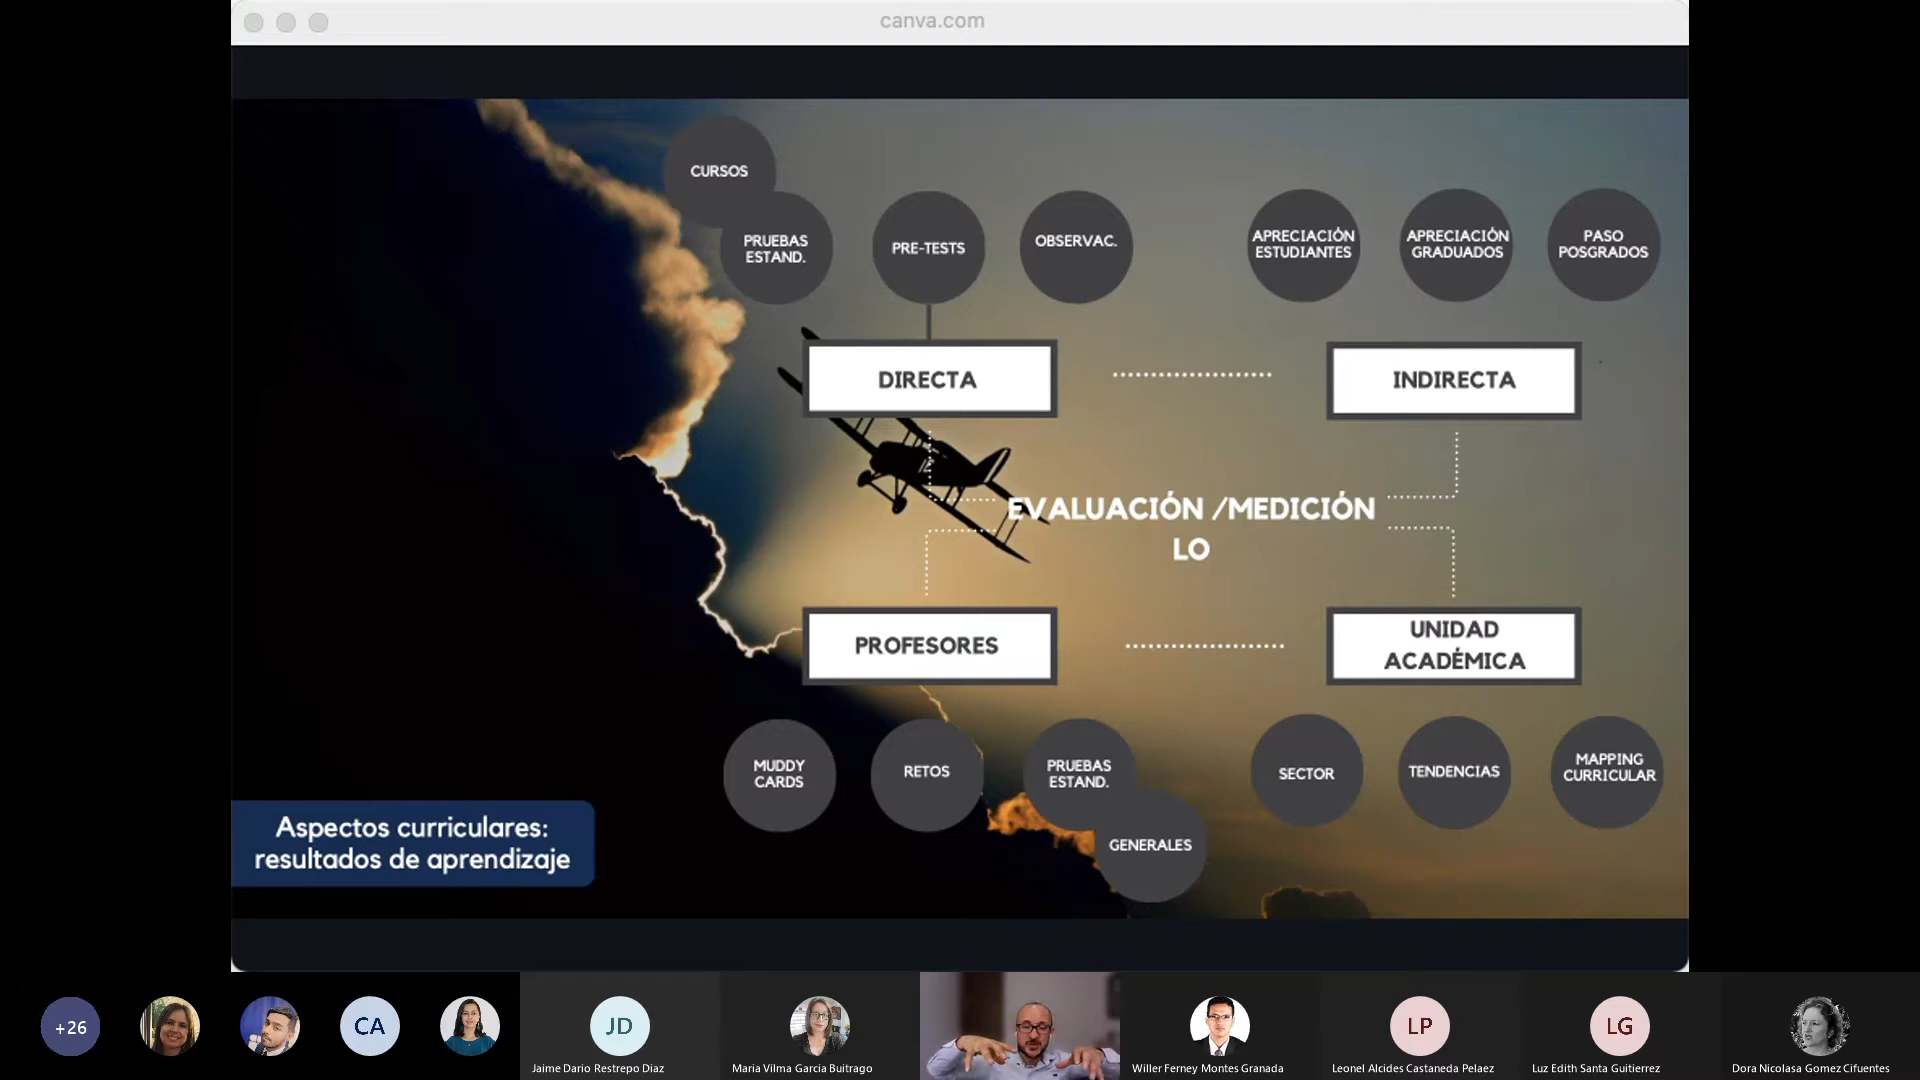 canva.com
CURSOS
PRUEBAS
ESTAND.
PRE-TESTS
OBSERVAC.
APRECIACIÓN
ESTUDIANTES
APRECIACIÓN
GRADUADOS
PASO
POSGRADOS
DIRECTA
INDIRECTA
EVALUACIÓN /MEDICIÓN
LO
PROFESORES
UNIDAD
ACADÉMICA
MUDDY
CARDS
RETOS
PRUEBAS
ESTAND.
GENERALES
SECTOR
TENDENCIAS
MAPPING
CURRICULAR
Aspectos curriculares:
resultados de aprendizaje
+26
CA
JD
LP
LG
Jaime Dario Restrepo Diaz
Maria Vilma Garcia Buitrago
Willer Ferney Montes Granada
Leonel Alcides Castaneda Pelaez
Luz Edith Santa Guitierrez
Dora Nicolasa Gomez Cifuentes